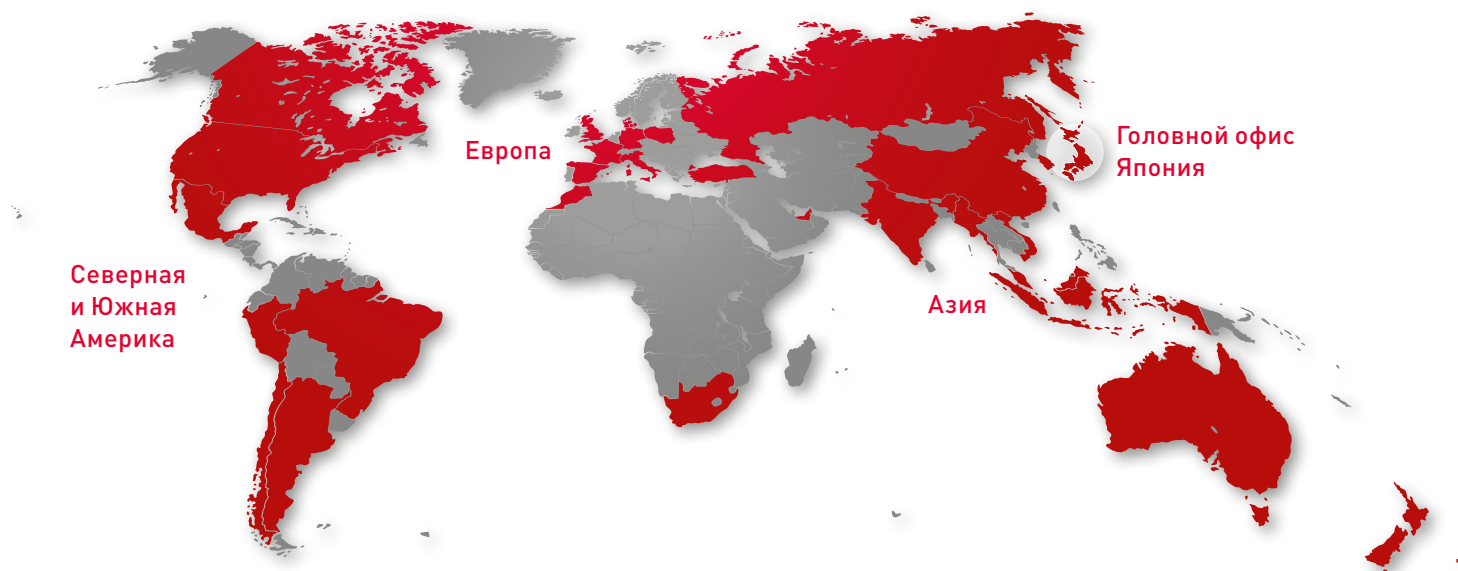 Европа
Головной офис
Япония
Северная
и Южная
Америка
Азия